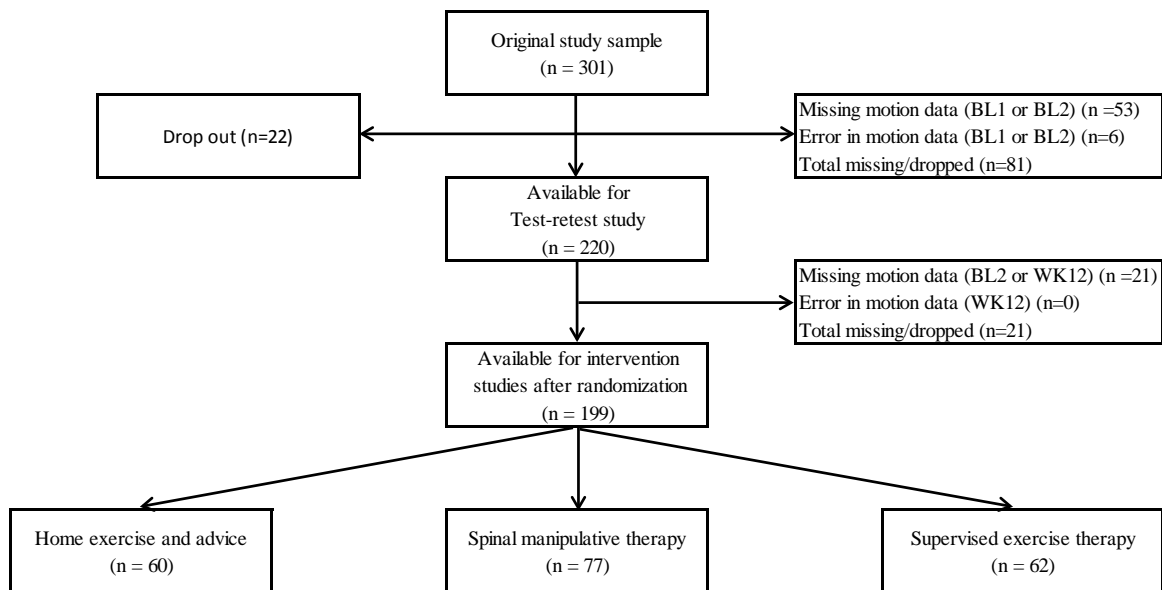 Original study sample
(n = 301)
Drop out (n=22)
Missing motion data (BL1 or BL2) (n =53)
Error in motion data (BL1 or BL2) (n=6)
Total missing/dropped (n=81)
Available for
Test-retest study
(n = 220)
Missing motion data (BL2 or WK12) (n =21)
Error in motion data (WK12) (n=0)
Total missing/dropped (n=21)
Available for intervention
studies after randomization
(n = 199)
Home exercise and advice
(n = 60)
Spinal manipulative therapy
(n = 77)
Supervised exercise therapy
(n = 62)